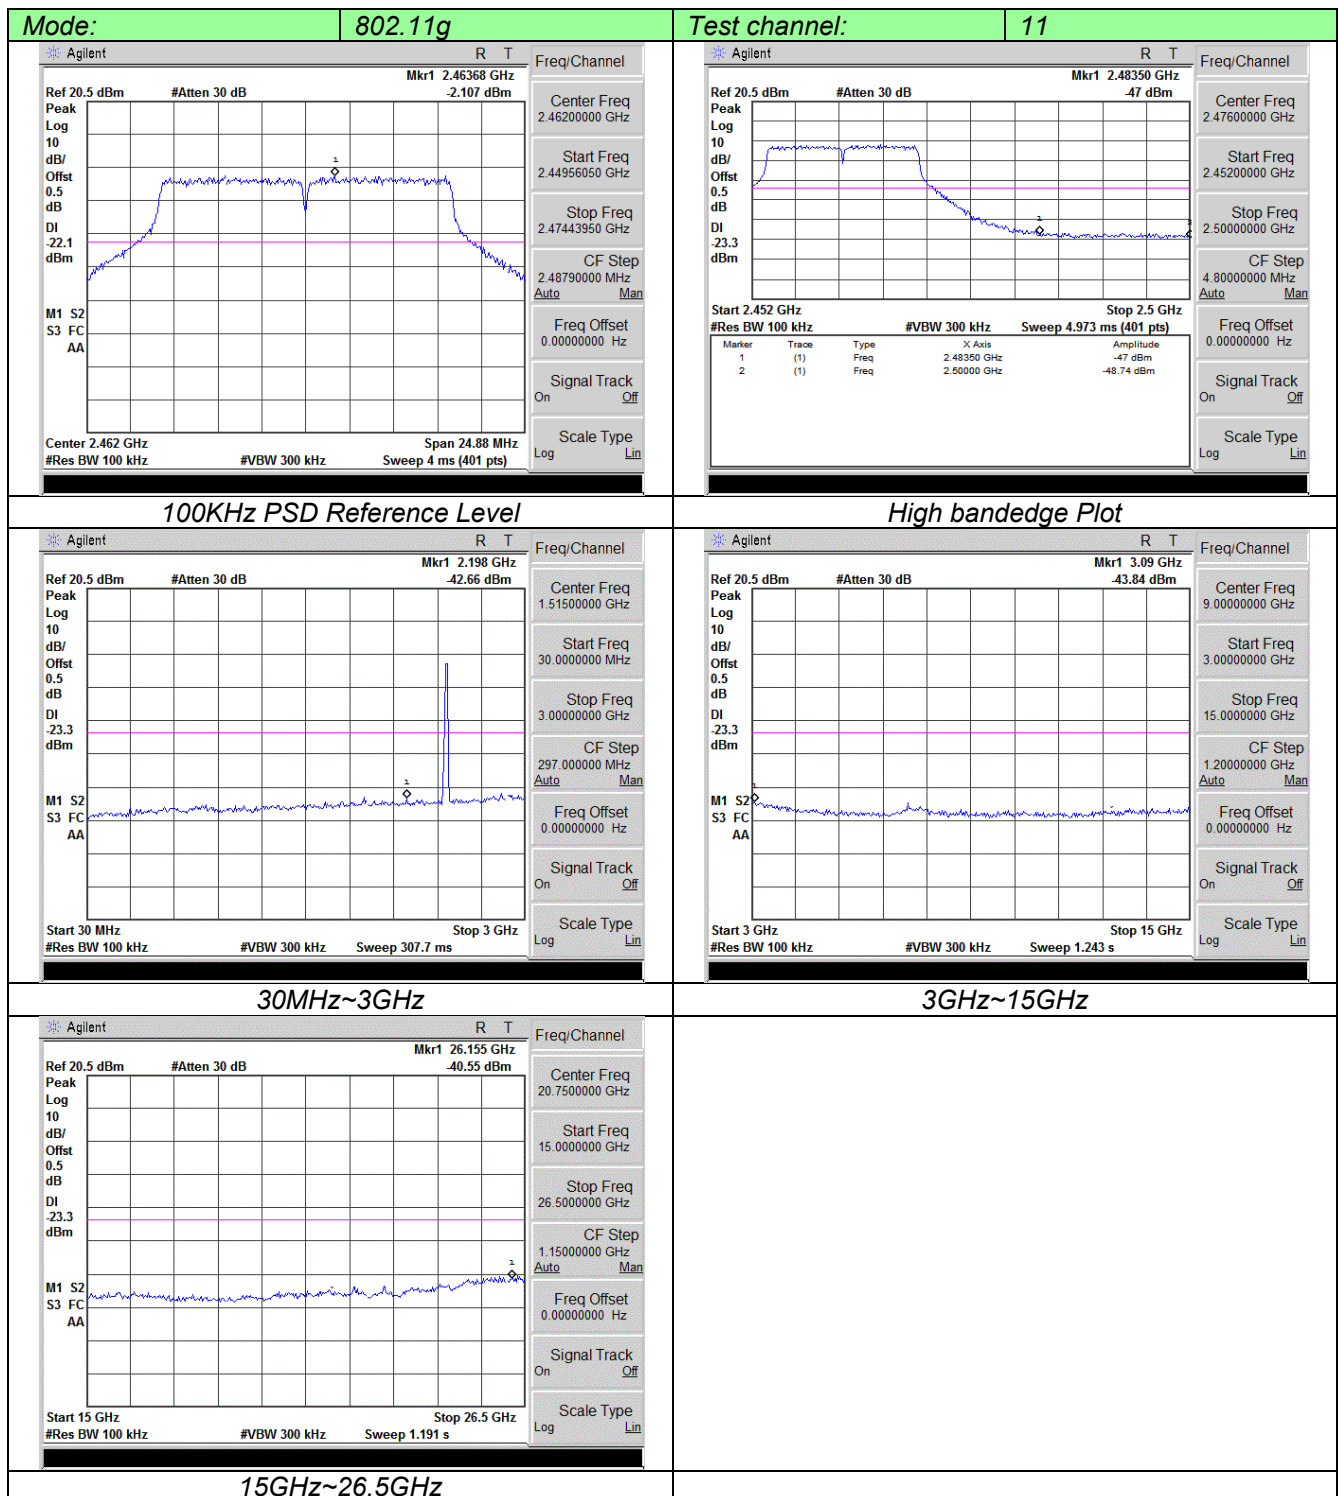 Mode: 802.11g Test channel: 11
Agilent R T
Mkr1 2.46368 GHz
Ref 20.5 dBm #Atten 30 dB -2.107 dBm
Peak
Log
10
dB/
Offst
0.5
dB
DI
-22.1
dBm
M1 S2
S3 FC
AA
1
Center 2.462 GHz Span 24.88 MHz
#Res BW 100 kHz #VBW 300 kHz Sweep 4 ms (401 pts)
Freq/Channel
Center Freq
2.46200000 GHz
Start Freq
2.44956050 GHz
Stop Freq
2.47443950 GHz
CF Step
2.48790000 MHz
Auto Man
Freq Offset
0.00000000 Hz
Signal Track
On Off
Scale Type
Log Lin
Agilent R T
Mkr1 2.48350 GHz
Ref 20.5 dBm #Atten 30 dB -47 dBm
Peak
Log
10
dB/
Offst
0.5
dB
DI
-23.3
dBm
1
Start 2.452 GHz Stop 2.5 GHz
#Res BW 100 kHz #VBW 300 kHz Sweep 4.973 ms (401 pts)
Marker Trace Type X Axis Amplitude
1 (1) Freq 2.48350 GHz -47 dBm
2 (1) Freq 2.50000 GHz -48.74 dBm
Freq/Channel
Center Freq
2.47600000 GHz
Start Freq
2.45200000 GHz
Stop Freq
2.50000000 GHz
CF Step
4.80000000 MHz
Auto Man
Freq Offset
0.00000000 Hz
Signal Track
On Off
Scale Type
Log Lin
100KHz PSD Reference Level High bandedge Plot
Agilent R T
Mkr1 2.198 GHz
Ref 20.5 dBm #Atten 30 dB -42.66 dBm
Peak
Log
10
dB/
Offst
0.5
dB
DI
-23.3
dBm
M1 S2
S3 FC
AA
1
Start 30 MHz Stop 3 GHz
#Res BW 100 kHz #VBW 300 kHz Sweep 307.7 ms
Freq/Channel
Center Freq
1.51500000 GHz
Start Freq
30.0000000 MHz
Stop Freq
3.00000000 GHz
CF Step
297.000000 MHz
Auto Man
Freq Offset
0.00000000 Hz
Signal Track
On Off
Scale Type
Log Lin
Agilent R T
Mkr1 3.09 GHz
Ref 20.5 dBm #Atten 30 dB -43.84 dBm
Peak
Log
10
dB/
Offst
0.5
dB
DI
-23.3
dBm
M1 S2
S3 FC
AA
1
Start 3 GHz Stop 15 GHz
#Res BW 100 kHz #VBW 300 kHz Sweep 1.243 s
Freq/Channel
Center Freq
9.00000000 GHz
Start Freq
3.00000000 GHz
Stop Freq
15.0000000 GHz
CF Step
1.20000000 GHz
Auto Man
Freq Offset
0.00000000 Hz
Signal Track
On Off
Scale Type
Log Lin
30MHz~3GHz 3GHz~15GHz
Agilent R T
Mkr1 26.155 GHz
Ref 20.5 dBm #Atten 30 dB -40.55 dBm
Peak
Log
10
dB/
Offst
0.5
dB
DI
-23.3
dBm
M1 S2
S3 FC
AA
1
Start 15 GHz Stop 26.5 GHz
#Res BW 100 kHz #VBW 300 kHz Sweep 1.191 s
Freq/Channel
Center Freq
20.7500000 GHz
Start Freq
15.0000000 GHz
Stop Freq
26.5000000 GHz
CF Step
1.15000000 GHz
Auto Man
Freq Offset
0.00000000 Hz
Signal Track
On Off
Scale Type
Log Lin
15GHz~26.5GHz